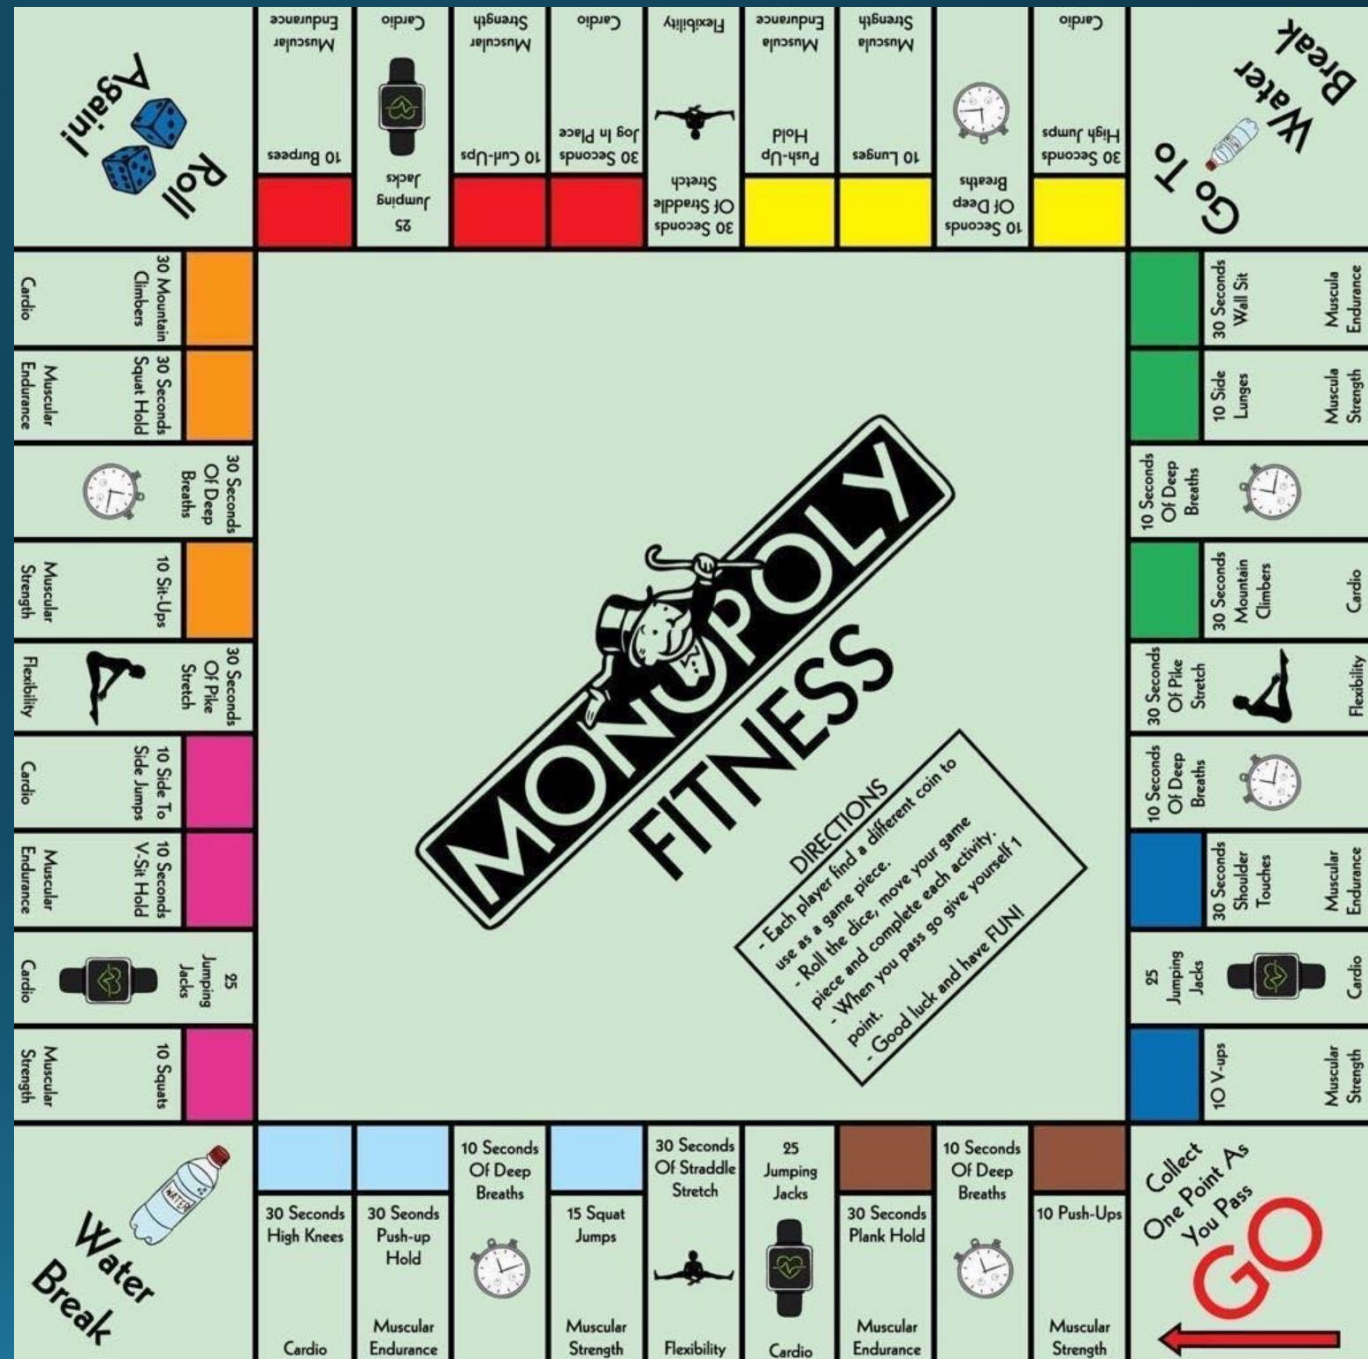 Roll
Again!
Muscular
Endurance
10 Burpees
Cardio
25
Jumping
Jacks
Muscular
Strength
10 Curl-Ups
Cardio
30 Seconds
Jog In Place
Flexibility
30 Seconds
Of Straddle
Stretch
Muscula
Endurance
Push-Up
Hold
Muscula
Strength
10 Lunges
10 Seconds
Of Deep
Breaths
Cardio
30 Seconds
High Jumps
Go To
Water
Break
30 Seconds
Wall Sit
Muscula
Endurance
10 Side
Lunges
Muscula
Strength
10 Seconds
Of Deep
Breaths
30 Seconds
Mountain
Climbers
Cardio
30 Seconds
Of Pike
Stretch
Flexibility
10 Seconds
Of Deep
Breaths
30 Seconds
Shoulder
Touches
Muscular
Endurance
25
Jumping
Jacks
Cardio
10 V-ups
Muscular
Strength
Collect
One Point As
You Pass
GO
10 Push-Ups
Muscular
Strength
10 Seconds
Of Deep
Breaths
30 Seconds
Plank Hold
Muscular
Endurance
25
Jumping
Jacks
Cardio
30 Seconds
Of Straddle
Stretch
Flexibility
15 Squat
Jumps
Muscular
Strength
10 Seconds
Of Deep
Breaths
30 Seonds
Push-up
Hold
Muscular
Endurance
30 Seconds
High Knees
Cardio
WATER
Water
Break
10 Squats
Muscular
Strength
25
Jumping
Jacks
Cardio
10 Seconds
V-Sit Hold
Muscular
Endurance
10 Side To
Side Jumps
Cardio
30 Seconds
Of Pike
Stretch
Flexibility
10 Sit-Ups
Muscular
Strength
30 Seconds
Of Deep
Breaths
30 Seconds
Squat Hold
Muscular
Endurance
30 Mountain
Climbers
Cardio
MONOPOLY
FITNESS
DIRECTIONS
- Each player find a different coin to
use as a game piece.
- Roll the dice, move your game
piece and complete each activity.
- When you pass go give yourself 1
point.
- Good luck and have FUN!